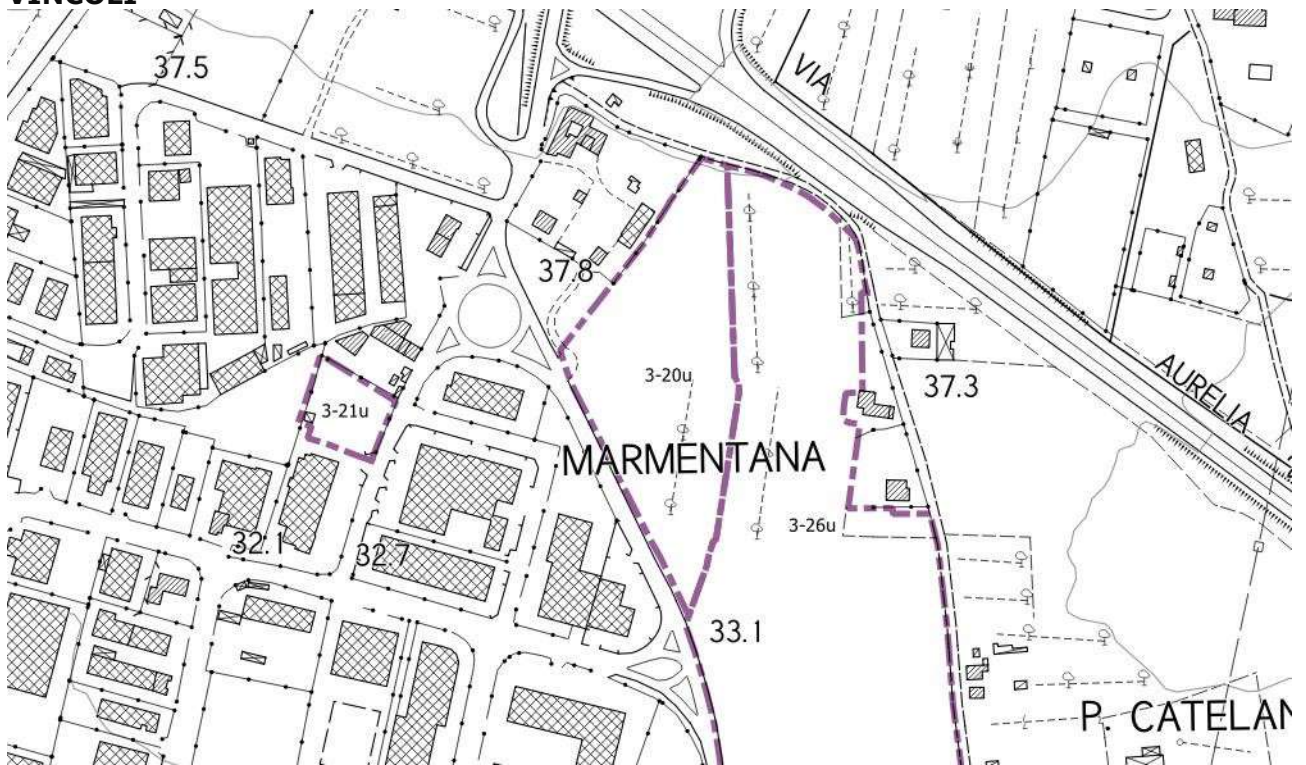 VINCOLI
37.5
VIA
37.8
3-20u
37.3
AURELIA
3-21u
MARMENTANA
3-26u
32.1
32.7
33.1
P. CATELAN